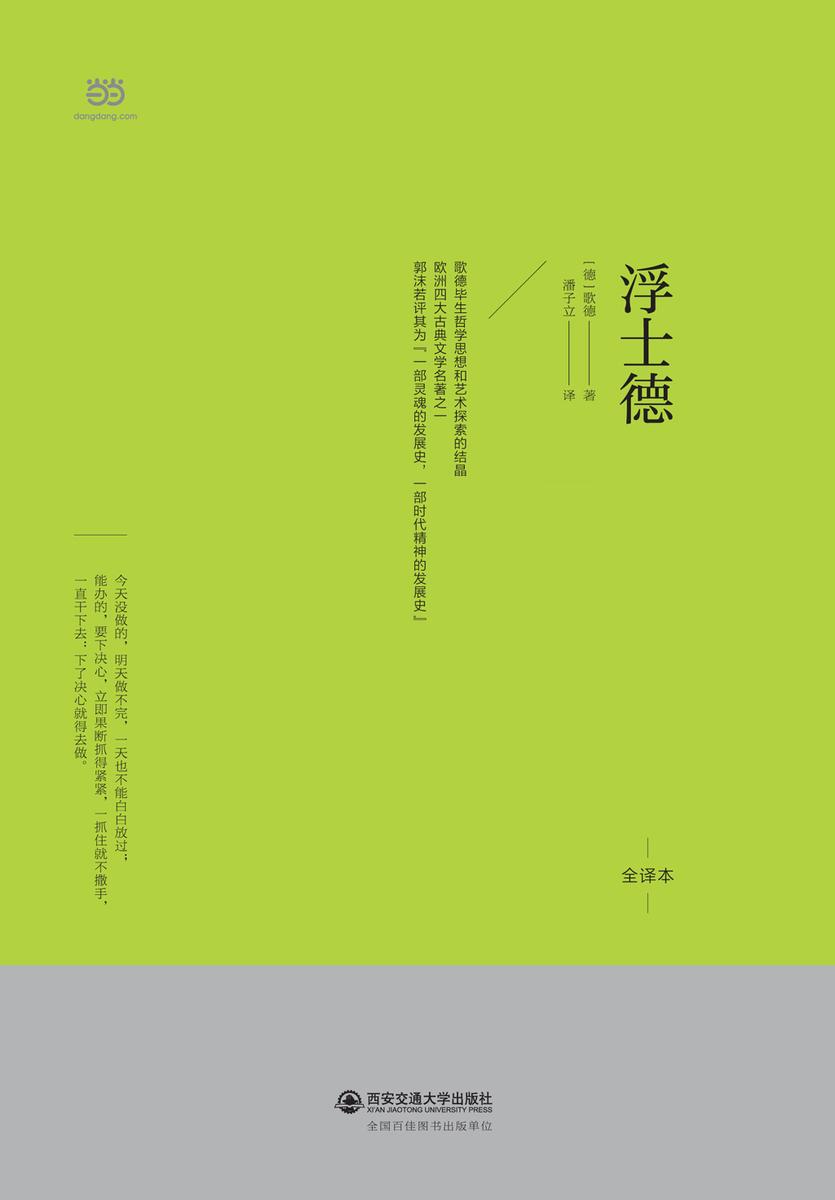 当当
dangdang.com
浮士德
[德]歌德——著
潘子立——译
歌德毕生哲学思想和艺术探索的结晶
欧洲四大古典文学名著之一
郭沫若评其为『一部灵魂的发展史，一部时代精神的发展史』
今天没做的，明天做不完，一天也不能白白放过；
能办的，要下决心，立即果断抓得紧紧，一抓住就不撒手，
一直干下去；下了决心就得去做。
全译本
西安交通大学出版社
XI'AN JIAOTONG UNIVERSITY PRESS
全国百佳图书出版单位